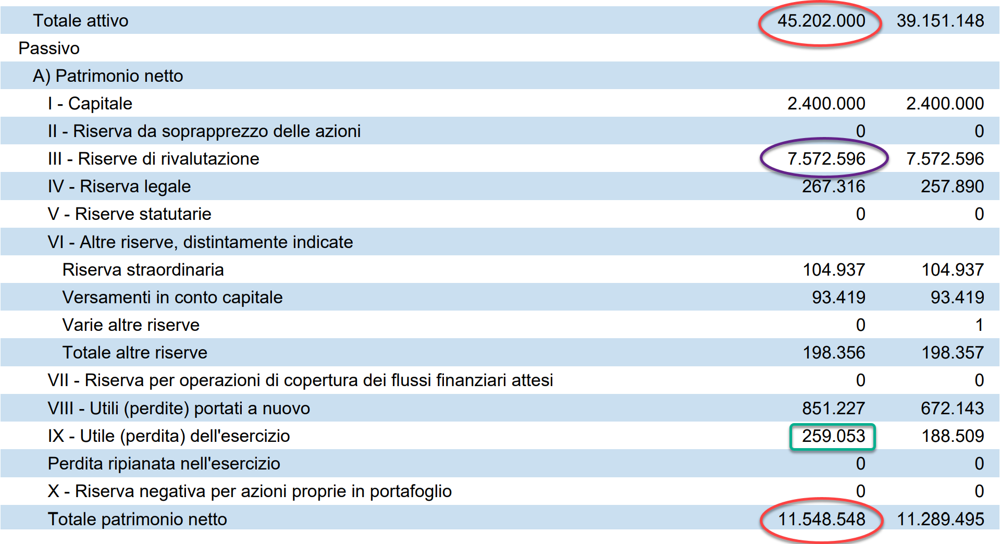 Totale attivo 45.202.000 39.151.148
Passivo
A) Patrimonio netto
I - Capitale 2.400.000 2.400.000
II - Riserva da soprapprezzo delle azioni 0 0
III - Riserve di rivalutazione 7.572.596 7.572.596
IV - Riserva legale 267.316 257.890
V - Riserve statutarie 0 0
VI - Altre riserve, distintamente indicate
Riserva straordinaria 104.937 104.937
Versamenti in conto capitale 93.419 93.419
Varie altre riserve 0 1
Totale altre riserve 198.356 198.357
VII - Riserva per operazioni di copertura dei flussi finanziari attesi 0 0
VIII - Utili (perdite) portati a nuovo 851.227 672.143
IX - Utile (perdita) dell'esercizio 259.053 188.509
Perdita ripianata nell'esercizio 0 0
X - Riserva negativa per azioni proprie in portafoglio 0 0
Totale patrimonio netto 11.548.548 11.289.495